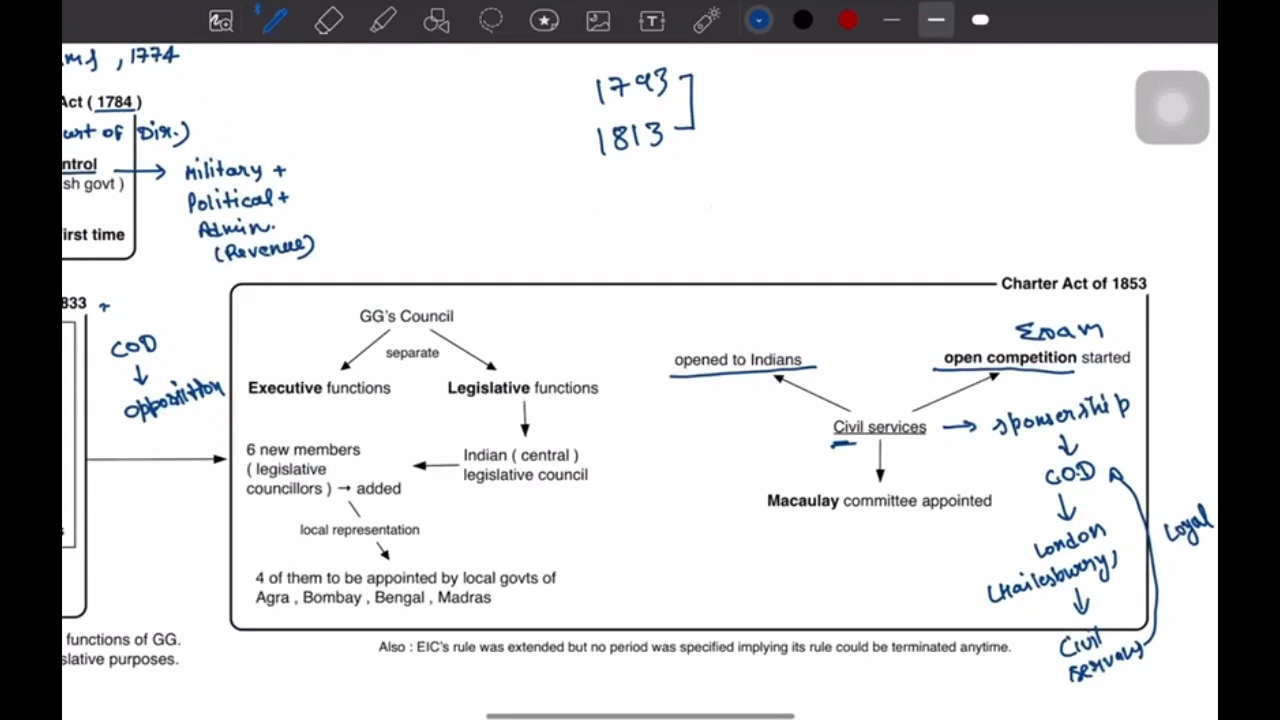 ms , 1774
1793
1813
Act ( 1784 )
urt of Dir.)
ntrol
sh govt )
Military +
Political +
Admin.
(Revenue)
irst time
833
COD
opposition
Charter Act of 1853
GG's Council
separate
Executive functions
Legislative functions
6 new members
( legislative
councillors ) → added
Indian ( central )
legislative council
local representation
4 of them to be appointed by local govts of
Agra , Bombay , Bengal , Madras
Exam
opened to Indians
open competition started
Civil services
sponsership
COD
Macaulay committee appointed
London
(Hailesbury)
Loyal
Civil
servants
functions of GG.
slative purposes.
Also : EIC's rule was extended but no period was specified implying its rule could be terminated anytime.